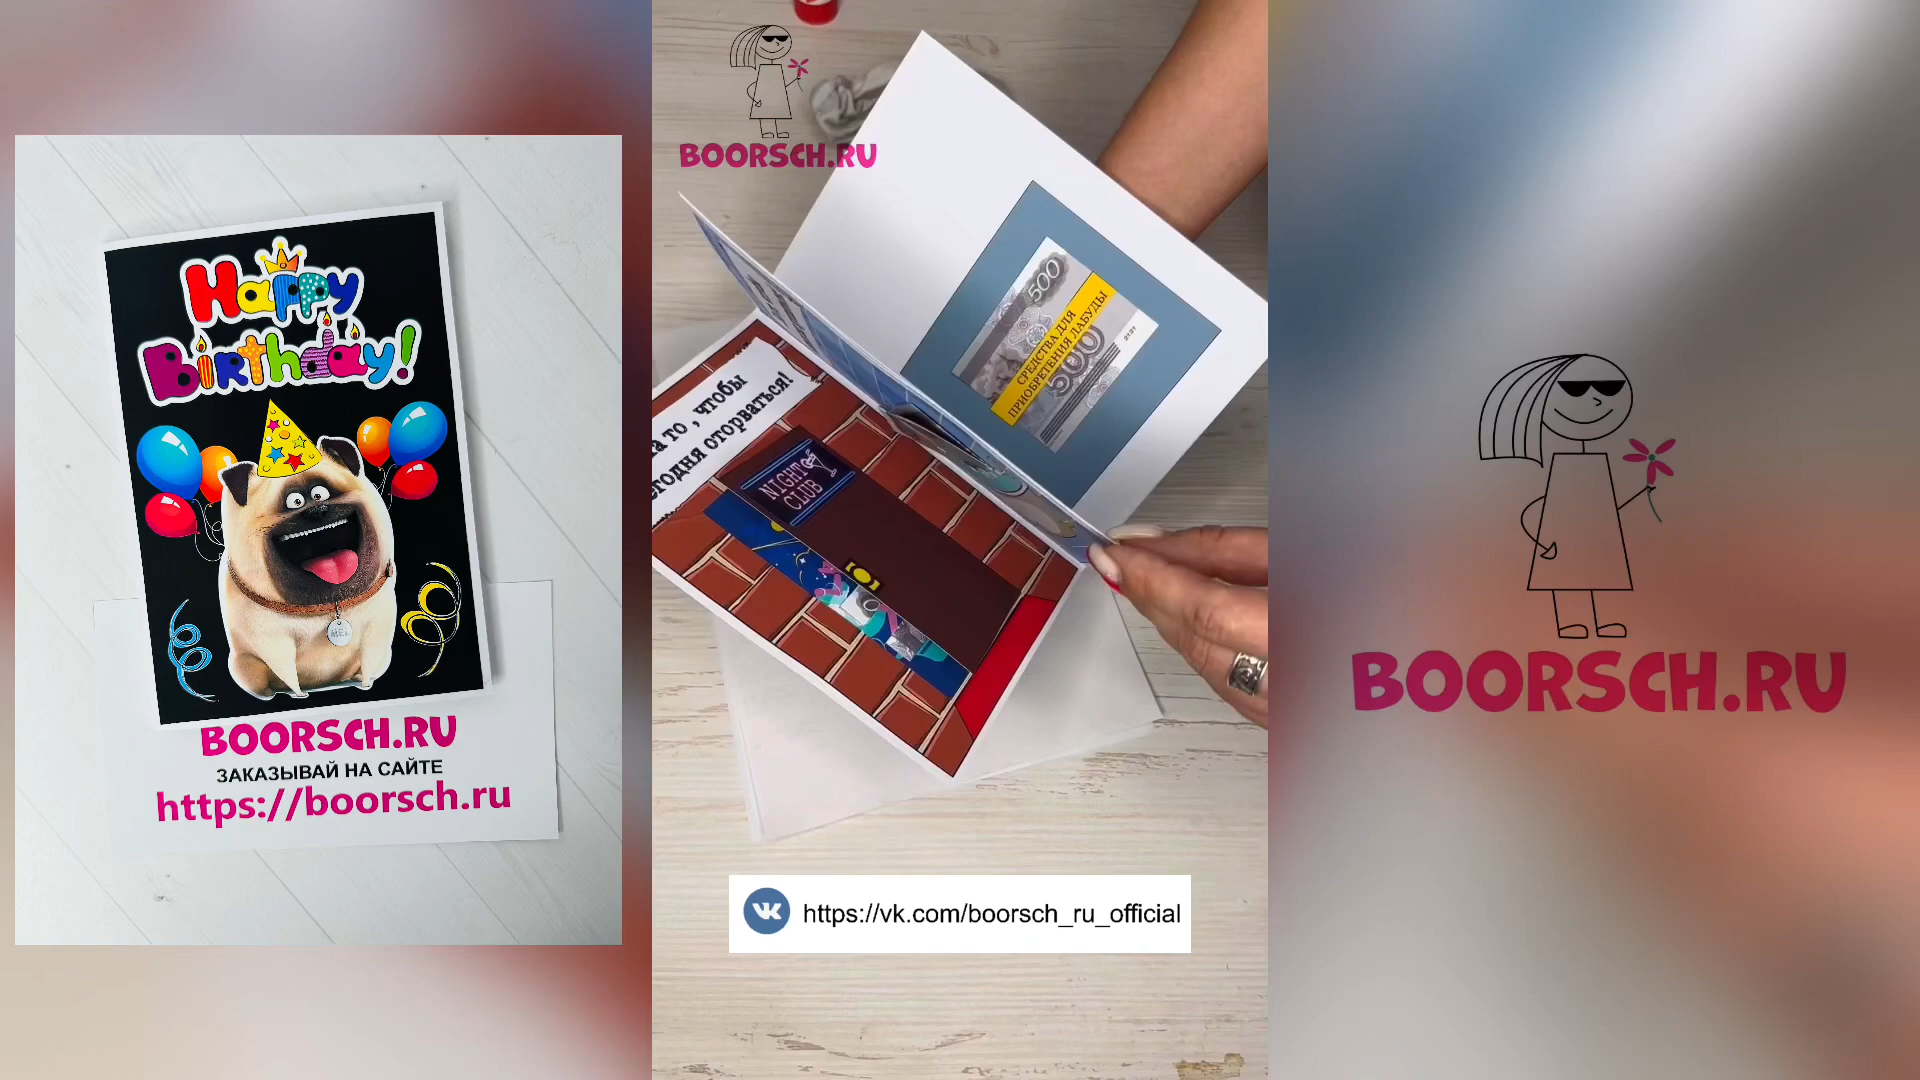 Happy
Birthday!
BOORSCH.RU
ЗАКАЗЫВАЙ НА САЙТЕ
https://boorsch.ru
BOORSCH.RU
500
СРЕДСТВА ДЛЯ
ПРИОБРЕТЕНИЯ ЛАБУДЫ
500
то, чтобы
оторваться!
NIGHT
CLUB
https://vk.com/boorsch_ru_official
BOORSCH.RU